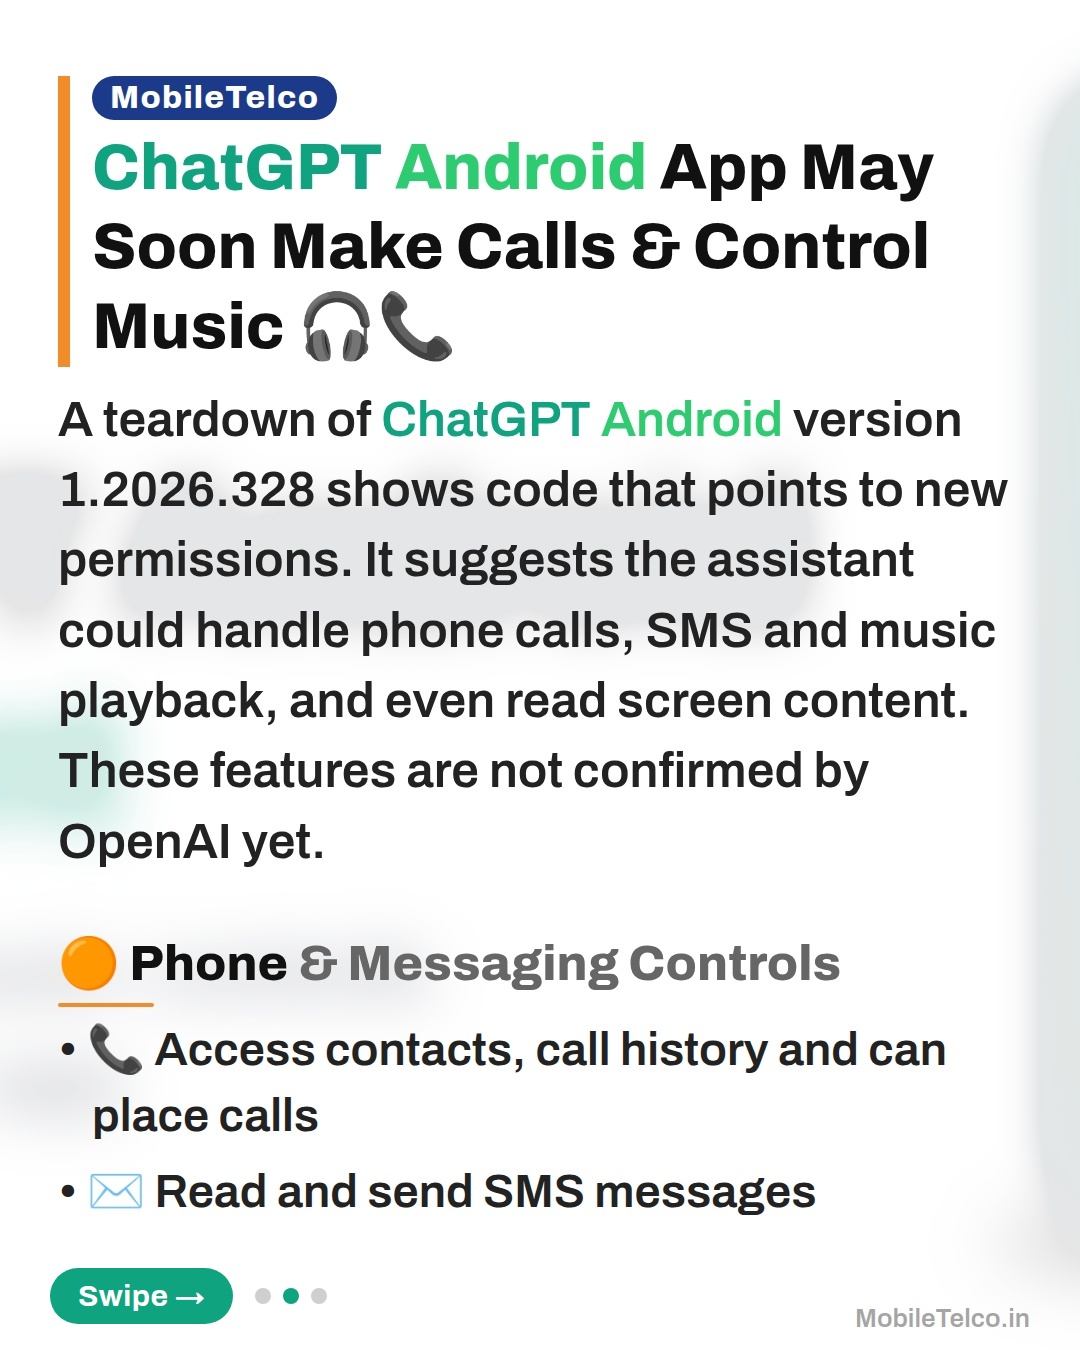 MobileTelco
ChatGPT Android App May
Soon Make Calls & Control
Music 🎧📞
A teardown of ChatGPT Android version
1.2026.328 shows code that points to new
permissions. It suggests the assistant
could handle phone calls, SMS and music
playback, and even read screen content.
These features are not confirmed by
OpenAI yet.
🟠 Phone & Messaging Controls
• 📞 Access contacts, call history and can
place calls
• ✉️ Read and send SMS messages
Swipe →
MobileTelco.in